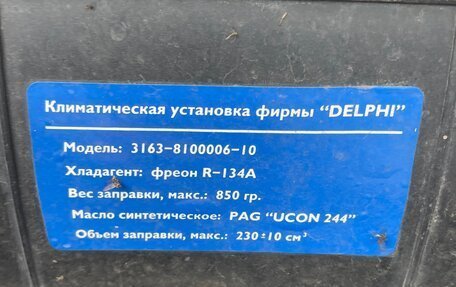 Климатическая установка фирмы “DELPHI”
Модель: 3163-8100006-10
Хладагент: фреон R-134A
Вес заправки, макс.: 850 гр.
Масло синтетическое: PAG “UCON 244”
Объем заправки, макс.: 230±10 см³